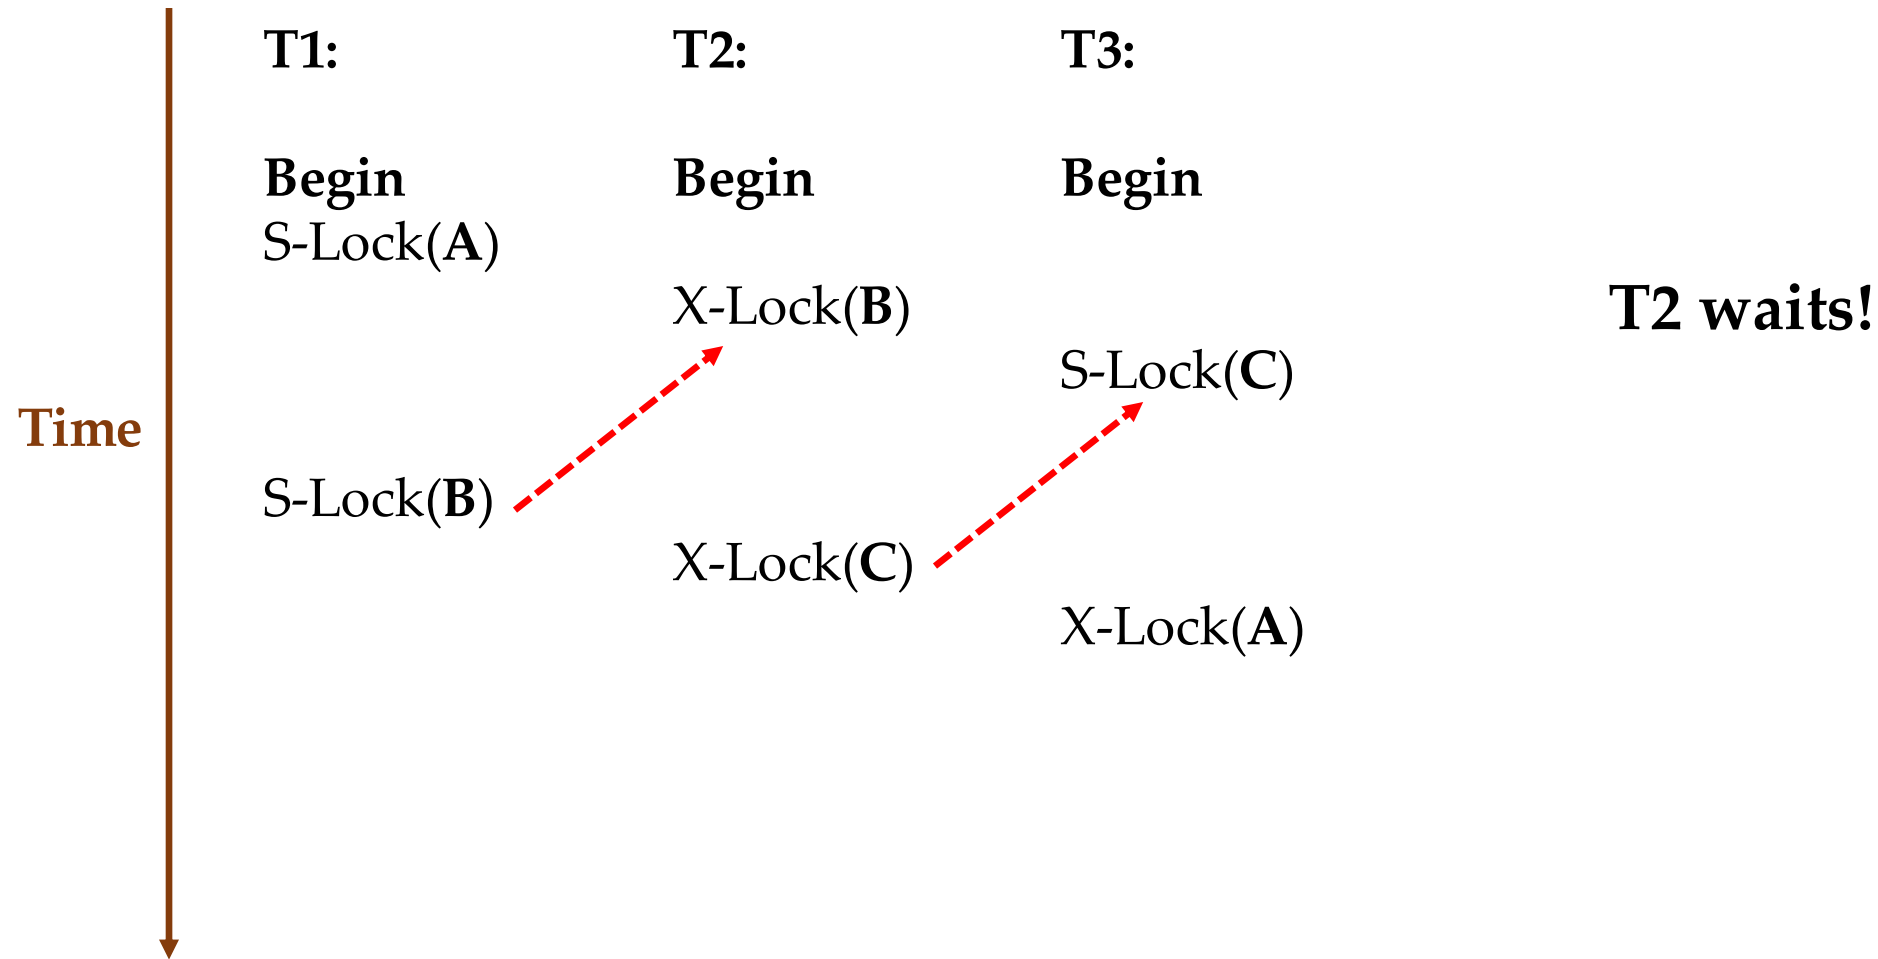 T1: T2: T3:
Begin Begin Begin
S-Lock(A)
X-Lock(B) T2 waits!
S-Lock(C)
Time
S-Lock(B)
X-Lock(C)
X-Lock(A)